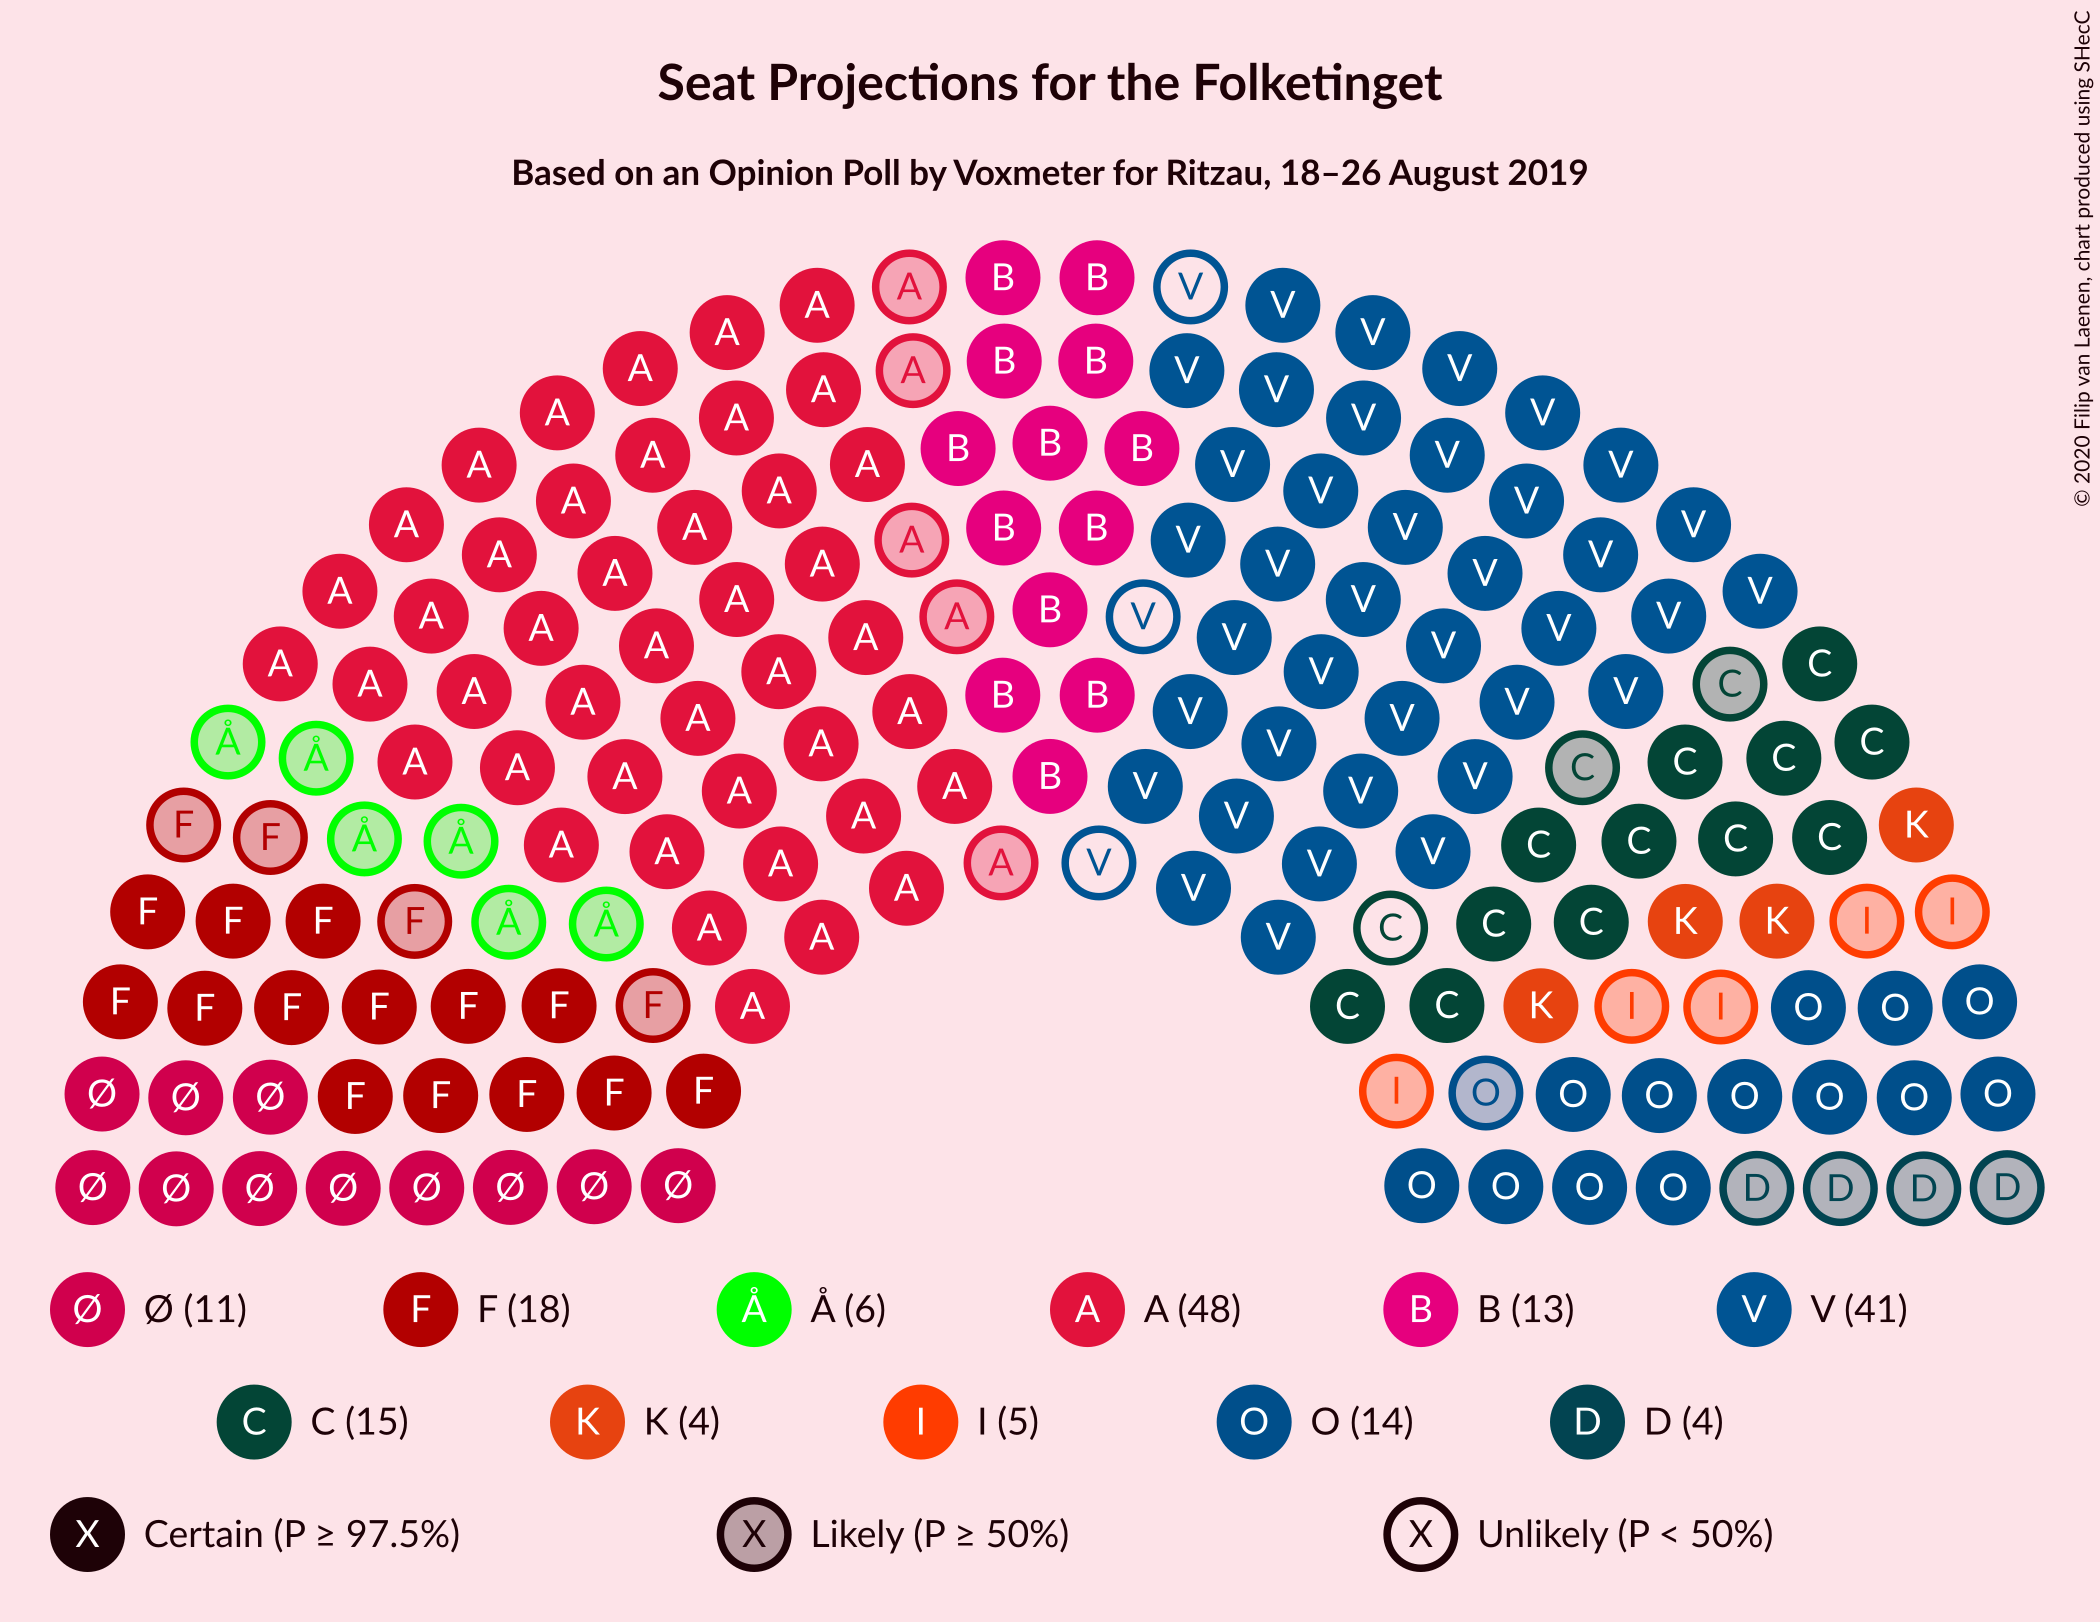 Seat Projections for the Folketinget
Based on an Opinion Poll by Voxmeter for Ritzau, 18–26 August 2019
© 2020 Filip van Laenen, chart produced using SHecC
A A B B V V
A A A A B B V V V V
A A A A A B B B V V V V V
A A A A A B B V V V V V
A A A A A V V V V V
A A A A A B V V V V V
A A A A A A B B V V V V C C
Å Å A A A A V V C C C C
A A A A B V V V V
F F Å Å A A A A V V V C C C C K
F F F F Å Å A A A V V C C C K K I I
F F F F F F F A C C K I I O O O
Ø Ø Ø F F F F F I O O O O O O O
Ø Ø Ø Ø Ø Ø Ø Ø O O O O D D D D
Ø Ø (11) F F (18) Å Å (6) A A (48) B B (13) V V (41)
C C (15) K K (4) I I (5) O O (14) D D (4)
X Certain (P ≥ 97.5%) X Likely (P ≥ 50%) X Unlikely (P < 50%)